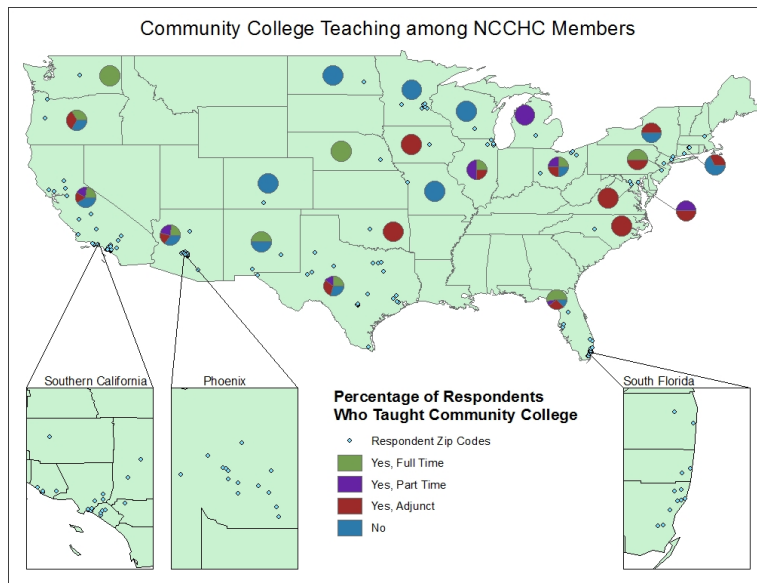 Community College Teaching among NCCHC Members
Southern California
Phoenix
South Florida
Percentage of Respondents
Who Taught Community College
Respondent Zip Codes
Yes, Full Time
Yes, Part Time
Yes, Adjunct
No